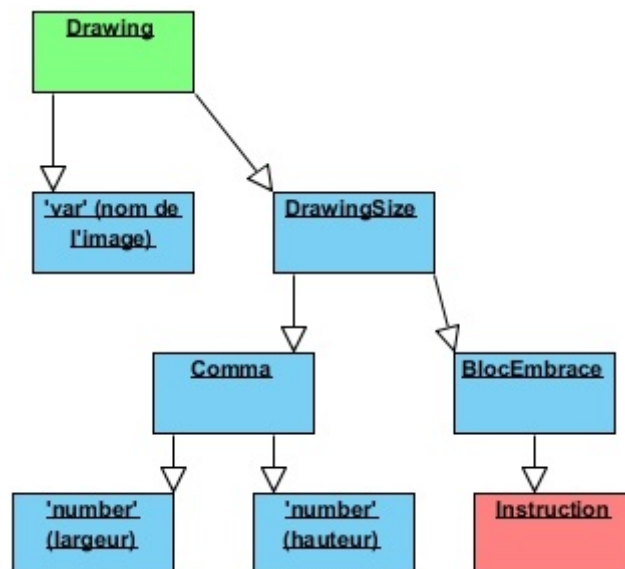 Drawing
'var' (nom de
l'image)
DrawingSize
Comma
BlocEmbrace
'number'
(largeur)
'number'
(hauteur)
Instruction